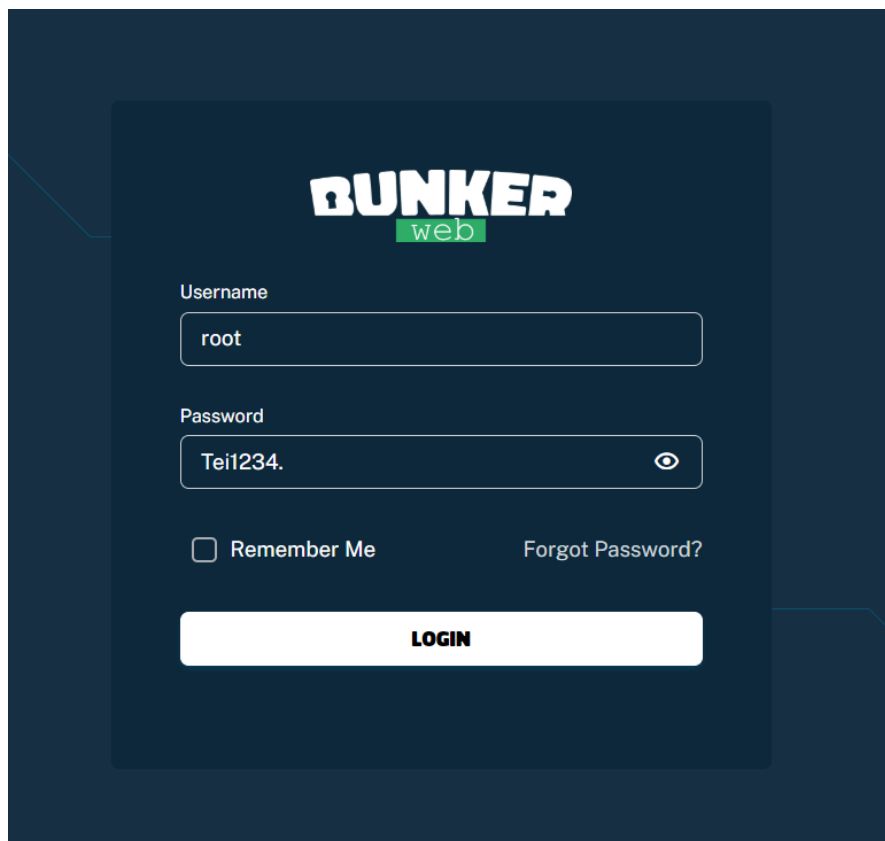 BUNKER
web
Username
root
Password
Tei1234.
Remember Me
Forgot Password?
LOGIN